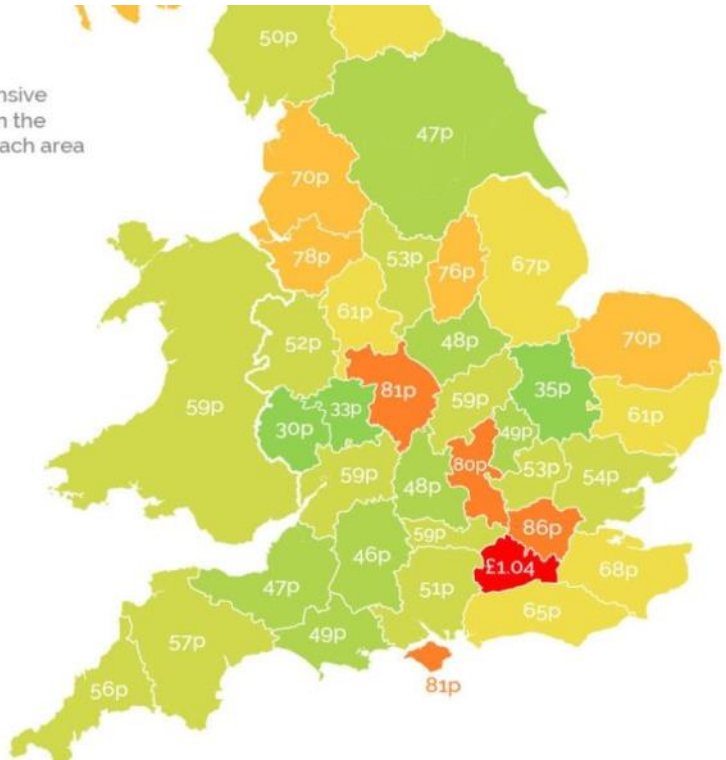 50p
nsive
n the
ach area
47p
70p
78p
53p
76p
67p
61p
52p
48p
70p
81p
35p
59p
33p
59p
61p
30p
49p
80p
53p
59p
48p
54p
86p
59p
46p
£1.04
68p
47p
51p
65p
49p
57p
56p
81p